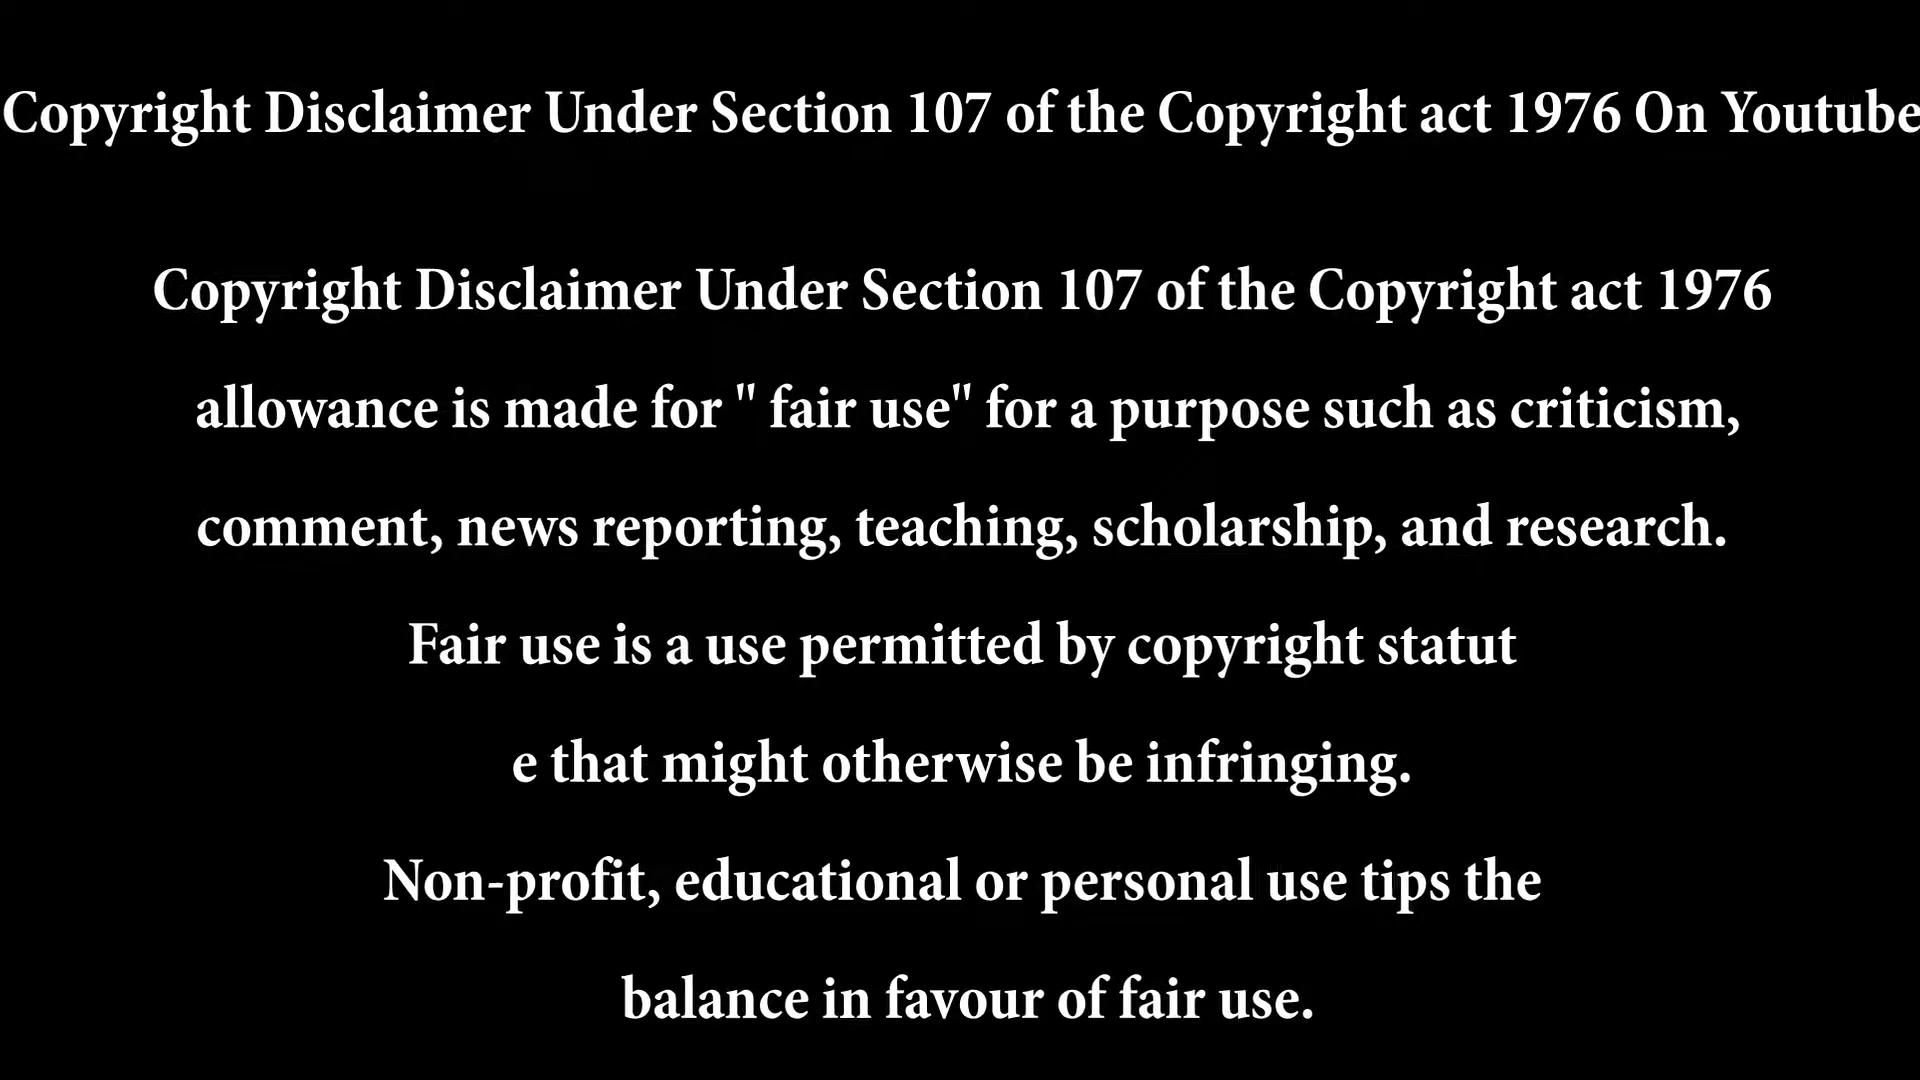 Copyright Disclaimer Under Section 107 of the Copyright act 1976 On Youtube
Copyright Disclaimer Under Section 107 of the Copyright act 1976
allowance is made for " fair use" for a purpose such as criticism,
comment, news reporting, teaching, scholarship, and research.
Fair use is a use permitted by copyright statut
e that might otherwise be infringing.
Non-profit, educational or personal use tips the
balance in favour of fair use.